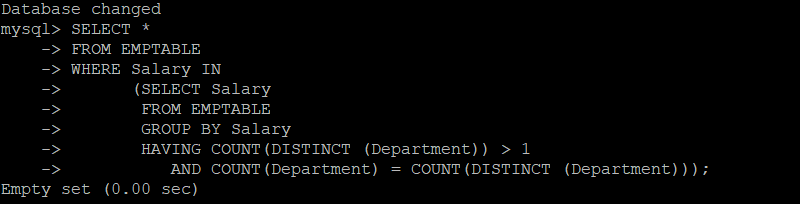 Database changed
mysql> SELECT *
    -> FROM EMPTABLE
    -> WHERE Salary IN
    ->       (SELECT Salary
    ->        FROM EMPTABLE
    ->        GROUP BY Salary
    ->        HAVING COUNT(DISTINCT (Department)) > 1
    ->           AND COUNT(Department) = COUNT(DISTINCT (Department)));
Empty set (0.00 sec)